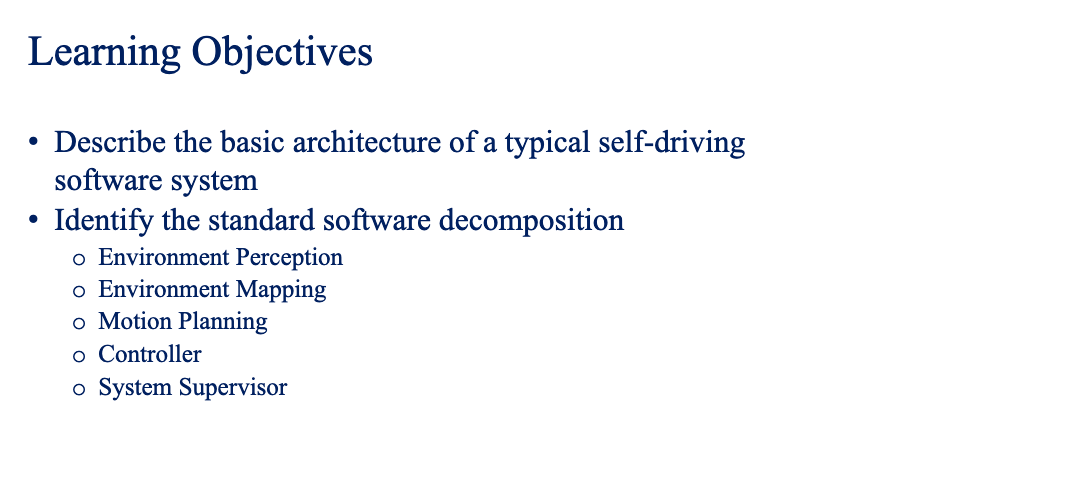 Learning Objectives
• Describe the basic architecture of a typical self-driving
software system
• Identify the standard software decomposition
o Environment Perception
o Environment Mapping
o Motion Planning
o Controller
o System Supervisor